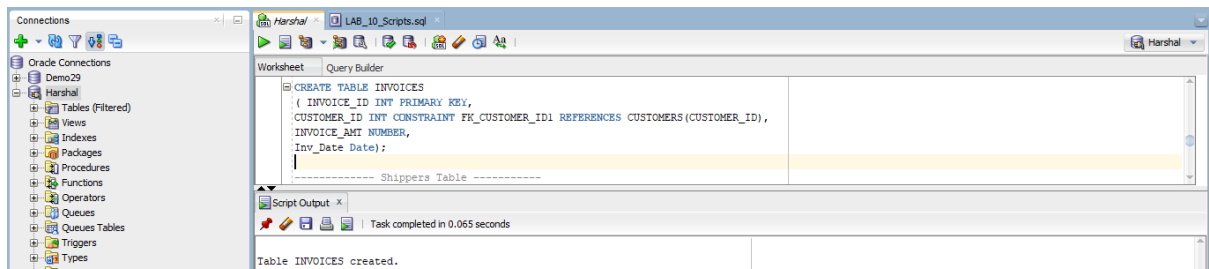 Connections
Oracle Connections
Demo29
Harshal
Tables (Filtered)
Views
Indexes
Packages
Procedures
Functions
Operators
Queues
Queues Tables
Triggers
Types
Harshal
LAB_10_Scripts.sql
Harshal
Worksheet Query Builder
CREATE TABLE INVOICES
( INVOICE_ID INT PRIMARY KEY,
CUSTOMER_ID INT CONSTRAINT FK_CUSTOMER_ID1 REFERENCES CUSTOMERS(CUSTOMER_ID),
INVOICE_AMT NUMBER,
Inv_Date Date);
------------- Shippers Table -----------
Script Output
Task completed in 0.065 seconds
Table INVOICES created.